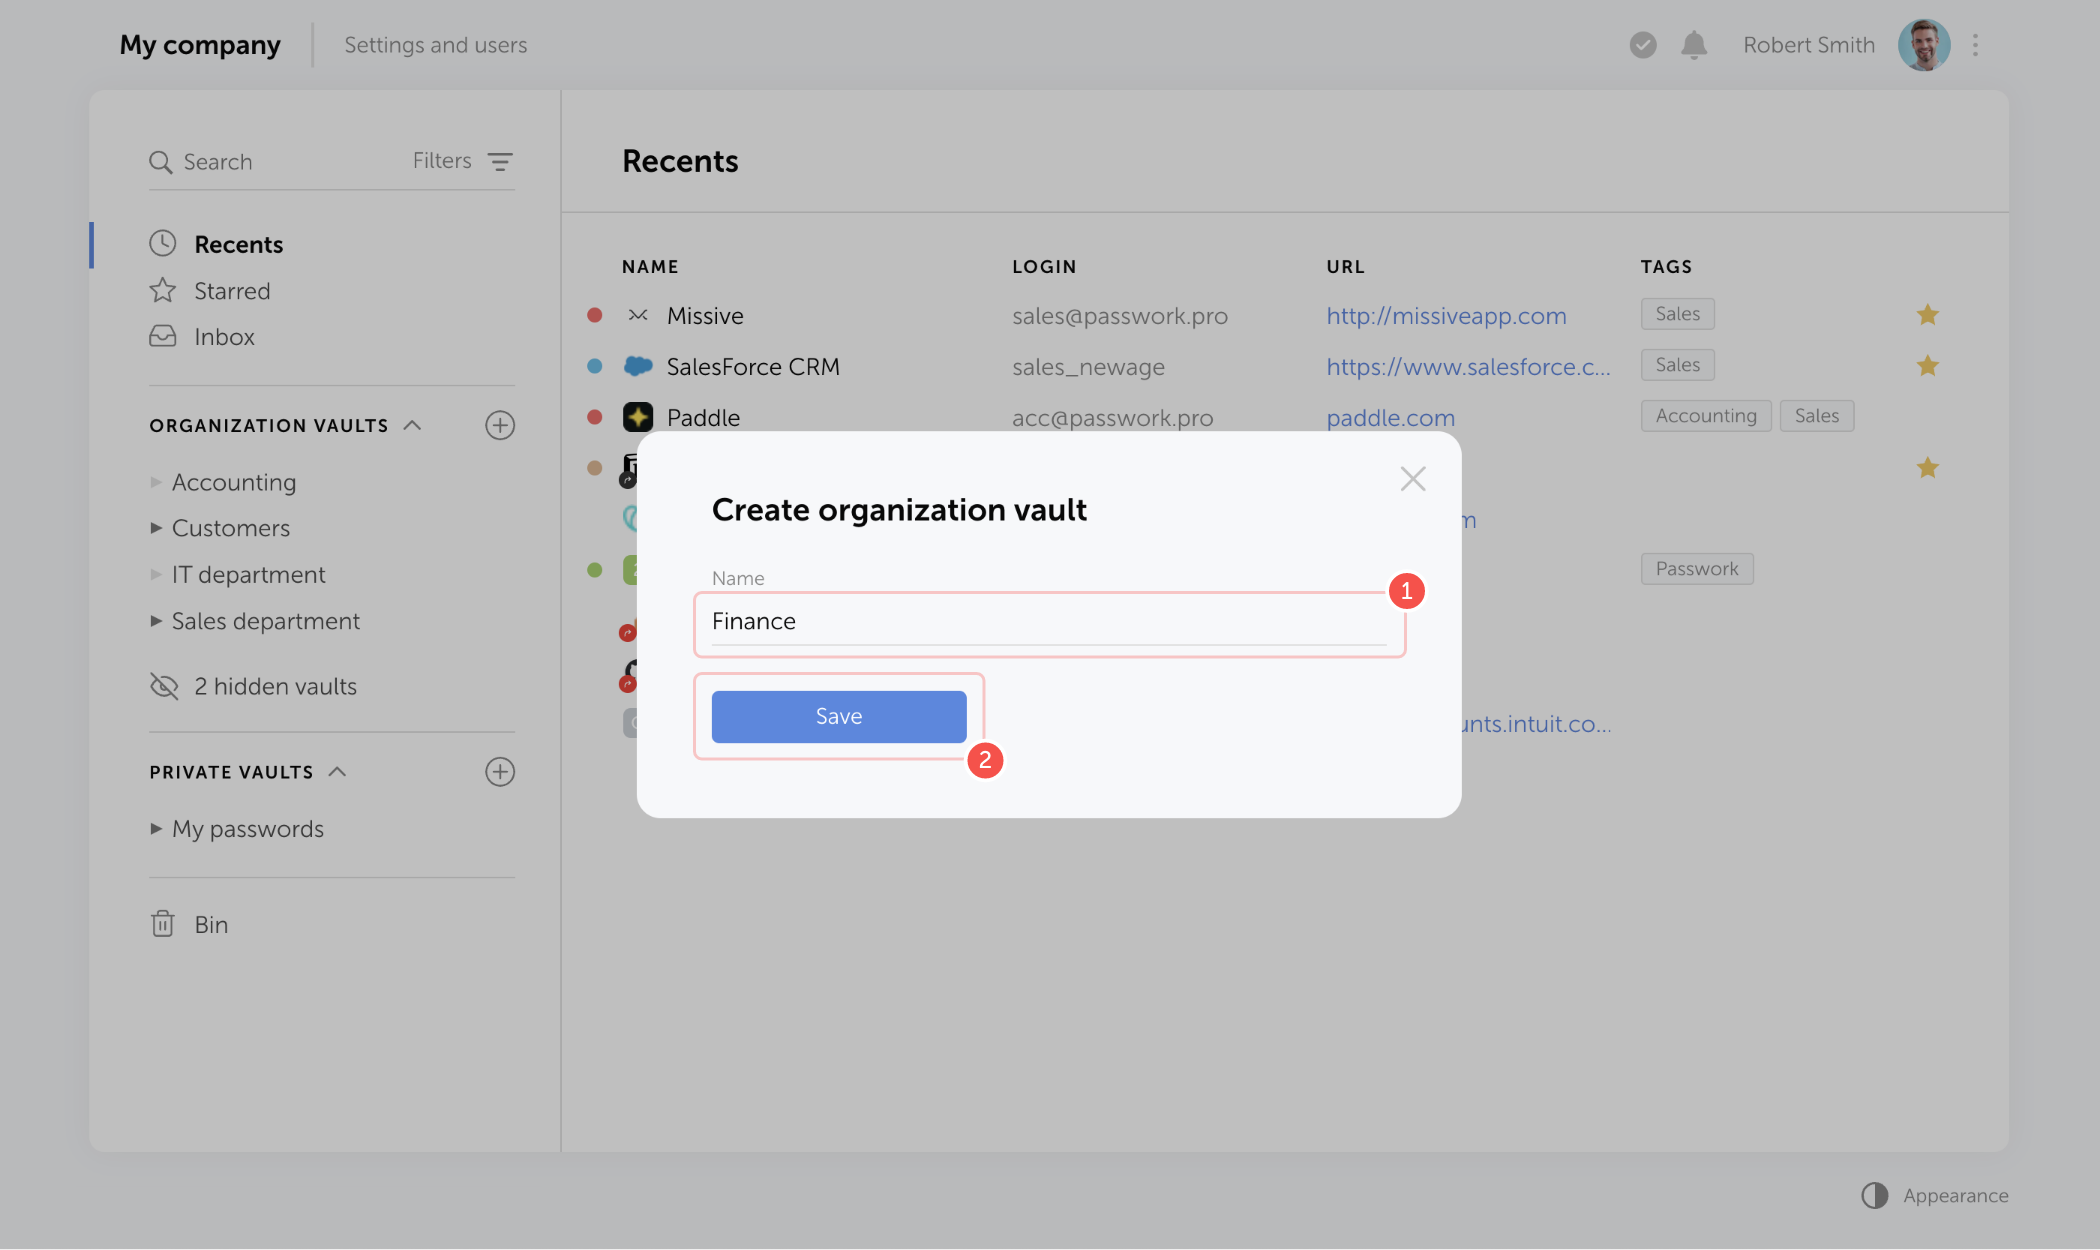 My company
Settings and users
Robert Smith
Search
Filters
Recents
Starred
Inbox
ORGANIZATION VAULTS
Accounting
Customers
IT department
Sales department
2 hidden vaults
PRIVATE VAULTS
My passwords
Bin
Recents
NAME LOGIN URL TAGS
Missive sales@passwork.pro http://missiveapp.com Sales
SalesForce CRM sales_newage https://www.salesforce.c... Sales
Paddle acc@passwork.pro paddle.com Accounting Sales
m
Passwork
unts.intuit.co...
Create organization vault
Name
1
Finance
Save
2
Appearance